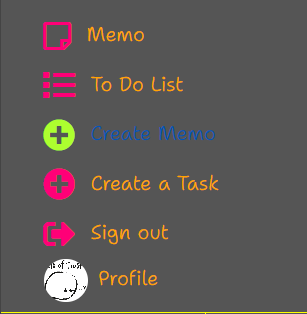 Memo
To Do List
Create Memo
Create a Task
Sign out
Profile